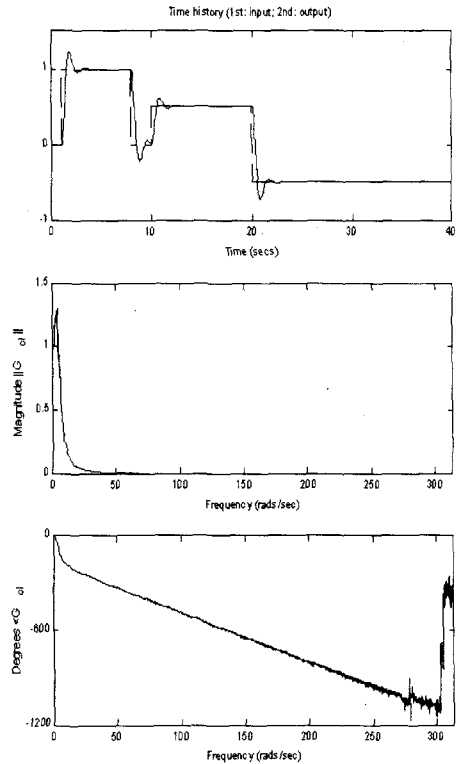 Time history (1st: input; 2nd: output)
1
0
-1
0 10 20 30 40
Time (secs)
Magnitude ||G cl ||
1.5
1
0.5
0
0 50 100 150 200 250 300
Frequency (rads/sec)
Degrees <G cl
0
-600
-1200
0 50 100 150 200 250 300
Frequency (rads/sec)